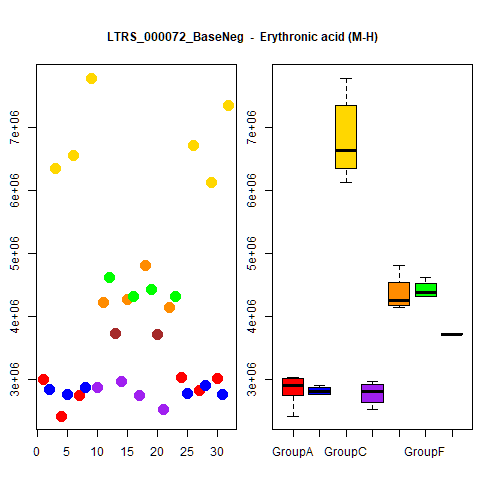 LTRS_000072_BaseNeg - Erythronic acid (M-H)
7e+06
6e+06
5e+06
4e+06
3e+06
0 5 10 15 20 25 30
7e+06
6e+06
5e+06
4e+06
3e+06
GroupA GroupC GroupF